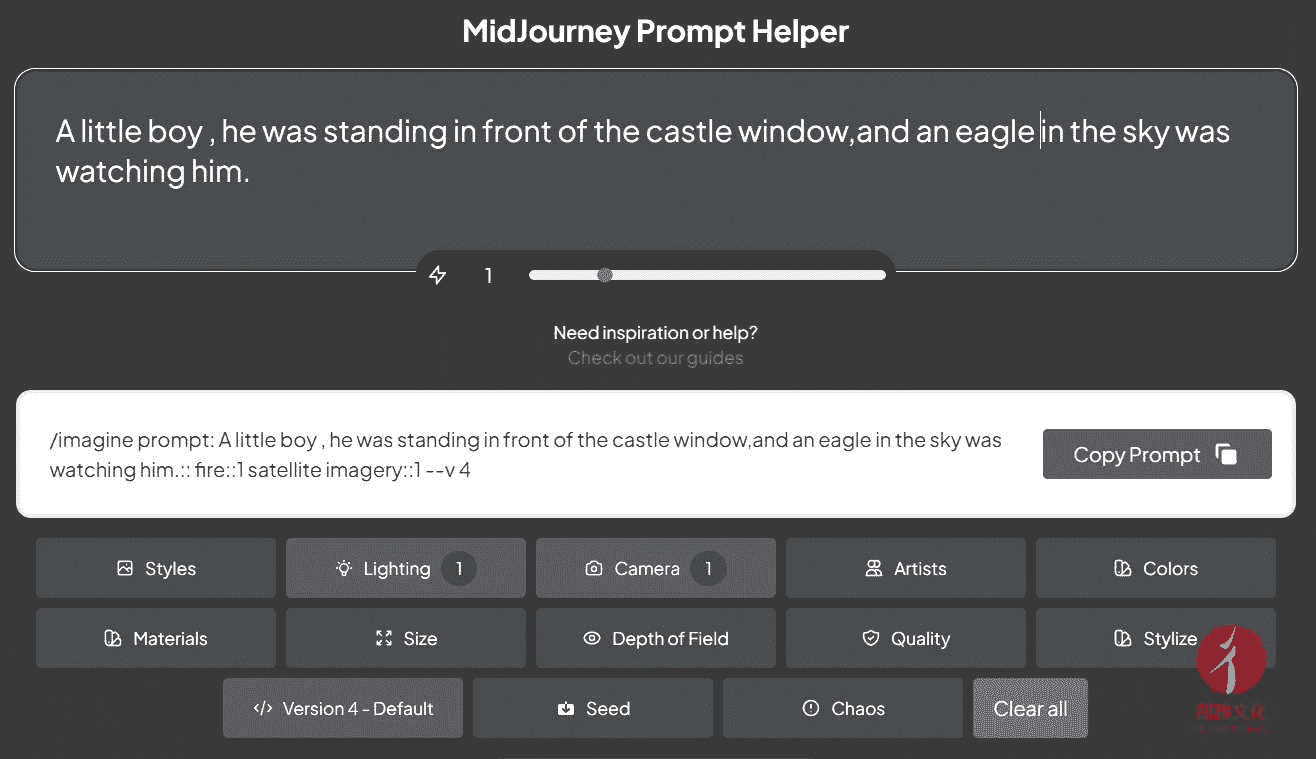 MidJourney Prompt Helper
A little boy , he was standing in front of the castle window,and an eagle in the sky was
watching him.
1
Need inspiration or help?
Check out our guides
/imagine prompt: A little boy , he was standing in front of the castle window,and an eagle in the sky was
watching him.:: fire::1 satellite imagery::1 --v 4
Copy Prompt
Styles
Lighting 1
Camera 1
Artists
Colors
Materials
Size
Depth of Field
Quality
Stylize
</> Version 4 - Default
Seed
Chaos
Clear all
文化